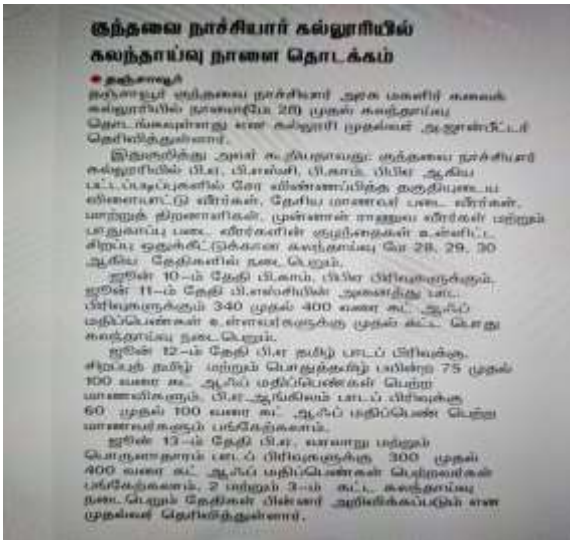 குந்தவை நாச்சியார் கல்லூரியில்
கலந்தாய்வு நாளை தொடக்கம்
தஞ்சாவூர்
தஞ்சாவூர் குந்தவை நாச்சியார் அரசு மகளிர் கலைக்
கல்லூரியில் நாளை(மே 28) முதல் கலந்தாய்வு
தொடங்கவுள்ளது என கல்லூரி முதல்வர் அ.ஜான்பீட்டர்
தெரிவித்துள்ளார்.
இதுகுறித்து அவர் கூறியதாவது: குந்தவை நாச்சியார்
கல்லூரியில் பி.ஏ, பி.எஸ்சி, பி.காம், பிபிஏ ஆகிய
பட்டப்படிப்புகளில் சேர விண்ணப்பித்த தகுதியுடைய
விளையாட்டு வீரர்கள், தேசிய மாணவர் படை வீரர்கள்,
மாற்றுத் திறனாளிகள், முன்னாள் ராணுவ வீரர்கள் மற்றும்
பாதுகாப்பு படை வீரர்களின் குழந்தைகள் உள்ளிட்ட
சிறப்பு ஒதுக்கீட்டுக்கான கலந்தாய்வு மே 28, 29, 30
ஆகிய தேதிகளில் நடைபெறும்.
ஜூன் 10-ம் தேதி பி.காம், பிபிஏ பிரிவுகளுக்கும்,
ஜூன் 11-ம் தேதி பி.எஸ்சியின் அனைத்து பாட
பிரிவுகளுக்கும் 340 முதல் 400 வரை கட் ஆஃப்
மதிப்பெண்கள் உள்ளவர்களுக்கு முதல் கட்ட பொது
கலந்தாய்வு நடைபெறும்.
ஜூன் 12-ம் தேதி பி.ஏ தமிழ் பாடப் பிரிவுக்கு,
சிறப்புத் தமிழ் மற்றும் பொதுத்தமிழ் பயின்ற 75 முதல்
100 வரை கட் ஆஃப் மதிப்பெண்கள் பெற்ற
மாணவிகளும், பி.ஏ ஆங்கிலம் பாடப் பிரிவுக்கு
60 முதல் 100 வரை கட் ஆஃப் மதிப்பெண் பெற்ற
மாணவர்களும் பங்கேற்கலாம்.
ஜூன் 13-ம் தேதி பி.ஏ, வரலாறு மற்றும்
பொருளாதாரம் பாடப் பிரிவுகளுக்கு 300 முதல்
400 வரை கட் ஆஃப் மதிப்பெண்கள் பெற்றவர்கள்
பங்கேற்கலாம். 2 மற்றும் 3-ம் கட்ட கலந்தாய்வு
நடைபெறும் தேதிகள் பின்னர் அறிவிக்கப்படும் என
முதல்வர் தெரிவித்துள்ளார்.